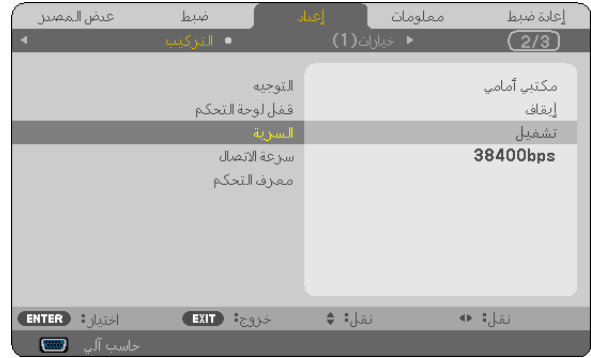 عرض المصدر ضبط إعداد معلومات إعادة ضبط
التركيب خيارات(1) 2/3
التوجيه مكتبي أمامي
قفل لوحة التحكم إيقاف
السرية تشغيل
سرعة الاتصال 38400bps
معرف التحكم
ENTER :اختيار EXIT :خروج نقل: نقل:
حاسب آلي